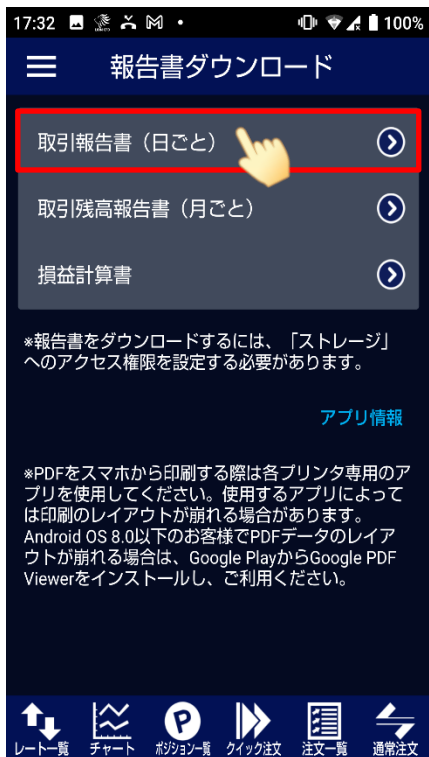 17:32 100%
報告書ダウンロード
取引報告書（日ごと）
取引残高報告書（月ごと）
損益計算書
*報告書をダウンロードするには、「ストレージ」
へのアクセス権限を設定する必要があります。
アプリ情報
*PDFをスマホから印刷する際は各プリンタ専用のア
プリを使用してください。使用するアプリによって
は印刷のレイアウトが崩れる場合があります。
Android OS 8.0以下のお客様でPDFデータのレイア
ウトが崩れる場合は、Google PlayからGoogle PDF
Viewerをインストールし、ご利用ください。
レート一覧 チャート ポジション一覧 クイック注文 注文一覧 通常注文